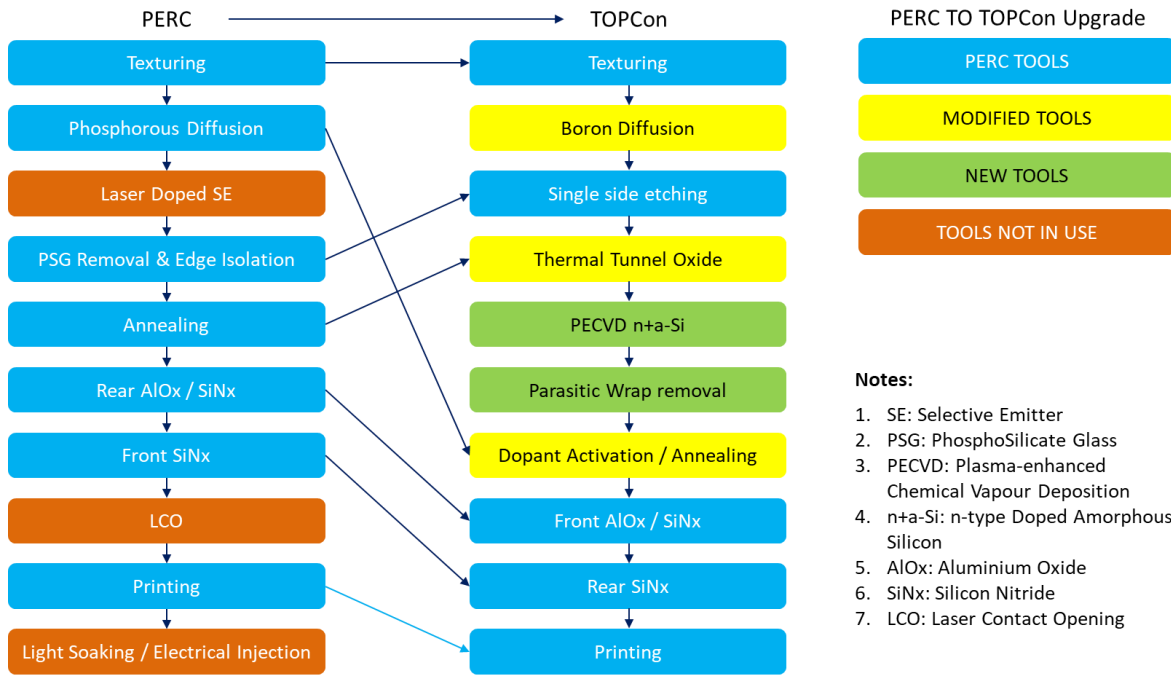 PERC
TOPCon
PERC TO TOPCon Upgrade
Texturing
Phosphorous Diffusion
Laser Doped SE
PSG Removal & Edge Isolation
Annealing
Rear AlOx / SiNx
Front SiNx
LCO
Printing
Light Soaking / Electrical Injection
Texturing
Boron Diffusion
Single side etching
Thermal Tunnel Oxide
PECVD n+a-Si
Parasitic Wrap removal
Dopant Activation / Annealing
Front AlOx / SiNx
Rear SiNx
Printing
PERC TOOLS
MODIFIED TOOLS
NEW TOOLS
TOOLS NOT IN USE
Notes:
1. SE: Selective Emitter
2. PSG: PhosphoSilicate Glass
3. PECVD: Plasma-enhanced
Chemical Vapour Deposition
4. n+a-Si: n-type Doped Amorphous
Silicon
5. AlOx: Aluminium Oxide
6. SiNx: Silicon Nitride
7. LCO: Laser Contact Opening